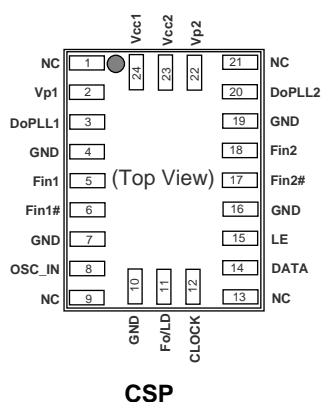 Vcc1 Vcc2 Vp2
24 23 22
NC 1 21 NC
Vp1 2 20 DoPLL2
DoPLL1 3 19 GND
GND 4 18 Fin2
Fin1 5 (Top View) 17 Fin2#
Fin1# 6 16 GND
GND 7 15 LE
OSC_IN 8 14 DATA
NC 9 13 NC
10 11 12
GND Fo/LD CLOCK
CSP